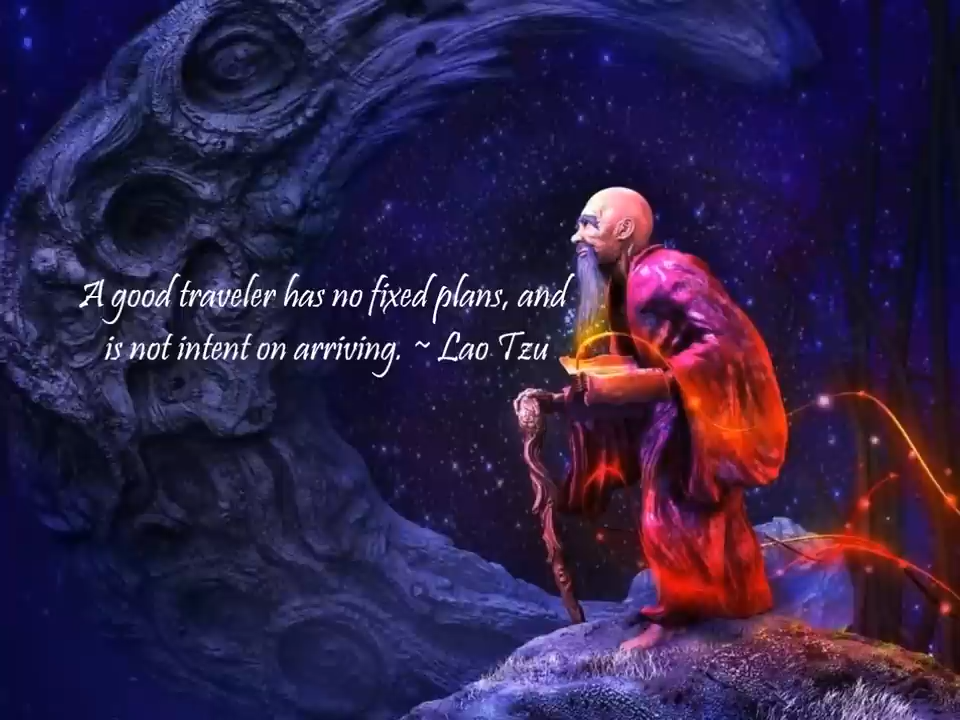 A good traveler has no fixed plans, and
is not intent on arriving. ~ Lao Tzu